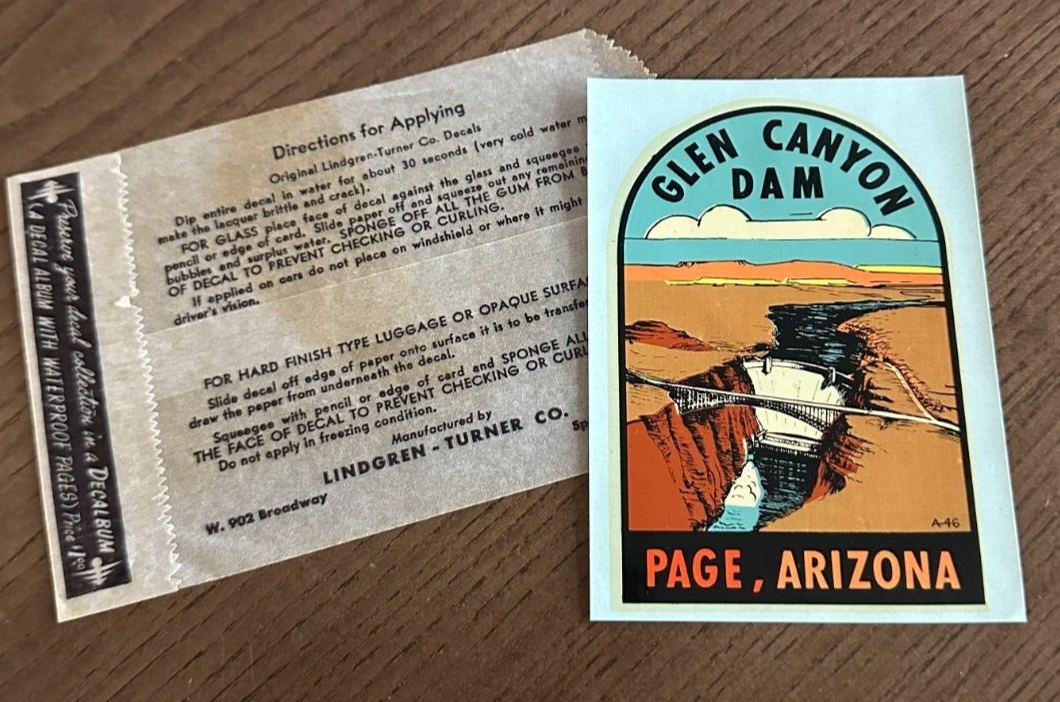 Preserve your decal collection in a DECALBUM
(A DECAL ALBUM WITH WATERPROOF PAGES) Price $1.00
Directions for Applying
Original Lindgren-Turner Co. Decals
Dip entire decal in water for about 30 seconds (very cold water m
make the lacquer brittle and crack).
FOR GLASS place face of decal against the glass and squeegee
pencil or edge of card. Slide paper off and squeeze out any remaining
bubbles and surplus water. SPONGE OFF ALL THE GUM FROM B
OF DECAL TO PREVENT CHECKING OR CURLING.
If applied on cars do not place on windshield or where it might
driver's vision.
FOR HARD FINISH TYPE LUGGAGE OR OPAQUE SURFA
Slide decal off edge of paper onto surface it is to be transfe
draw the paper from underneath the decal.
Squeegee with pencil or edge of card and SPONGE ALL
THE FACE OF DECAL TO PREVENT CHECKING OR CURL
Do not apply in freezing condition.
Manufactured by
LINDGREN - TURNER CO.
W. 902 Broadway
Sp
GLEN CANYON
DAM
A-46
PAGE, ARIZONA